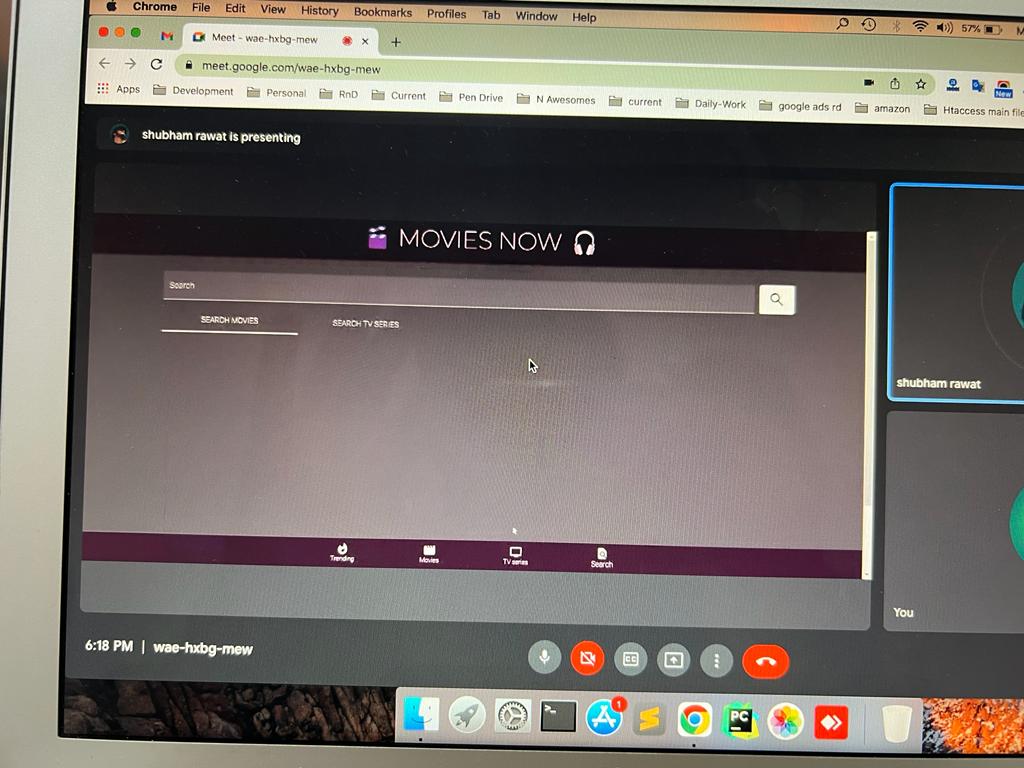 Chrome File Edit View History Bookmarks Profiles Tab Window Help 57%
Meet - wae-hxbg-mew
meet.google.com/wae-hxbg-mew
Apps Development Personal RnD Current Pen Drive N Awesomes current Daily-Work google ads rd amazon Htaccess main file
New
shubham rawat is presenting
MOVIES NOW
Search
SEARCH MOVIES SEARCH TV SERIES
shubham rawat
Trending Movies TV series Search
You
6:18 PM | wae-hxbg-mew
CC
1
PC